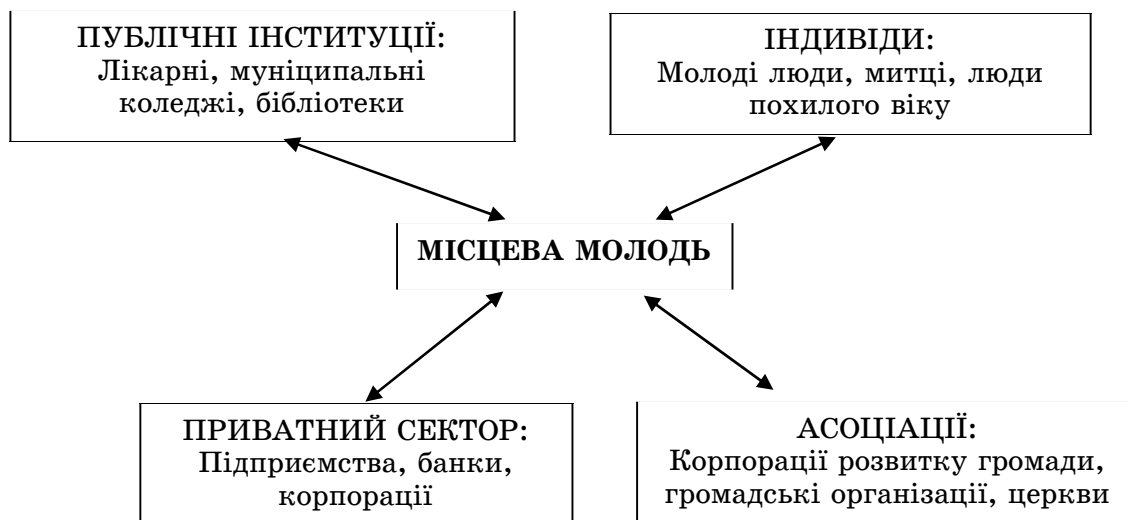 ПУБЛІЧНІ ІНСТИТУЦІЇ:
Лікарні, муніципальні
коледжі, бібліотеки
ІНДИВІДИ:
Молоді люди, митці, люди
похилого віку
МІСЦЕВА МОЛОДЬ
ПРИВАТНИЙ СЕКТОР:
Підприємства, банки,
корпорації
АСОЦІАЦІЇ:
Корпорації розвитку громади,
громадські організації, церкви